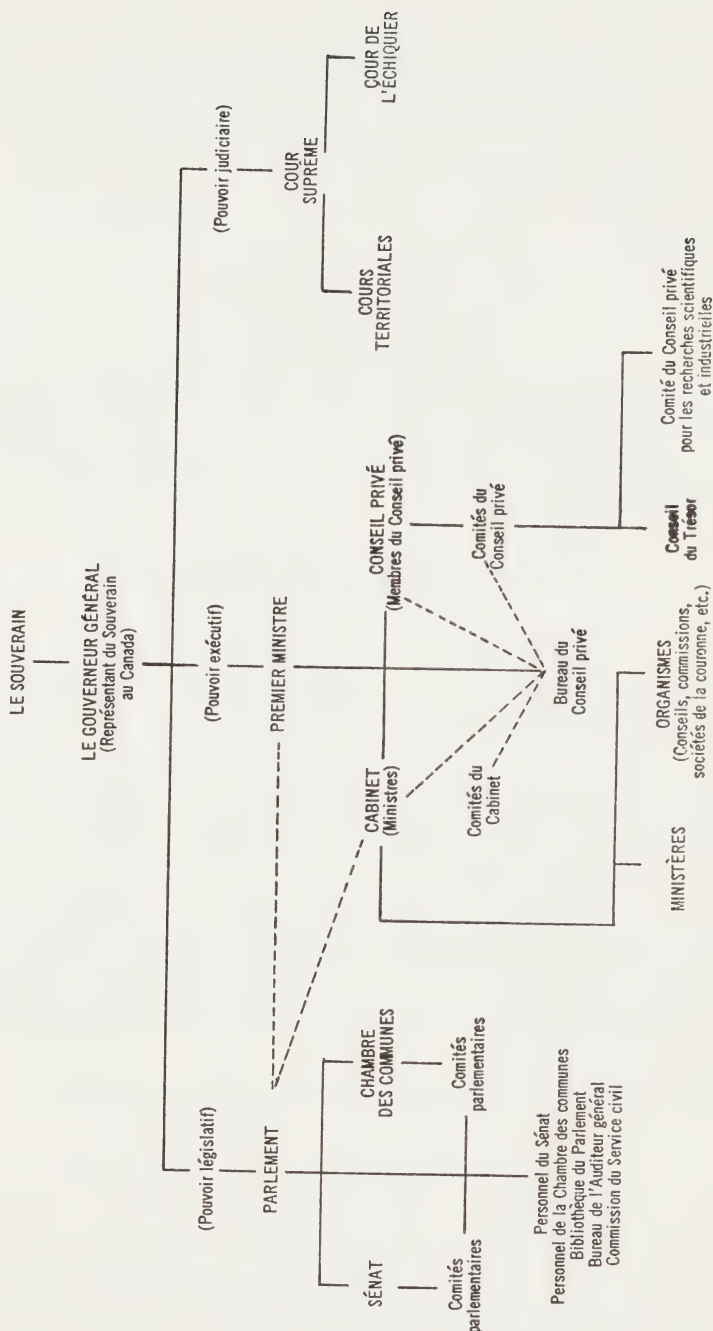 LE SOUVERAIN
LE GOUVERNEUR GÉNÉRAL
(Représentant du Souverain
au Canada)
(Pouvoir législatif)
PARLEMENT
SÉNAT
Comités
parlementaires
CHAMBRE
DES COMMUNES
Comités
parlementaires
Personnel du Sénat
Personnel de la Chambre des communes
Bibliothèque du Parlement
Bureau de l'Auditeur général
Commission du Service civil
(Pouvoir exécutif)
PREMIER MINISTRE
CABINET
(Ministres)
Comités du
Cabinet
CONSEIL PRIVÉ
(Membres du Conseil privé)
Comités du
Conseil privé
Bureau du
Conseil privé
MINISTÈRES
ORGANISMES
(Conseils, commissions,
sociétés de la couronne, etc.)
Conseil
du Trésor
Comité du Conseil privé
pour les recherches scientifiques
et industrielles
(Pouvoir judiciaire)
COUR
SUPRÊME
COURS
TERRITORIALES
COUR DE
L'ÉCHIQUIER